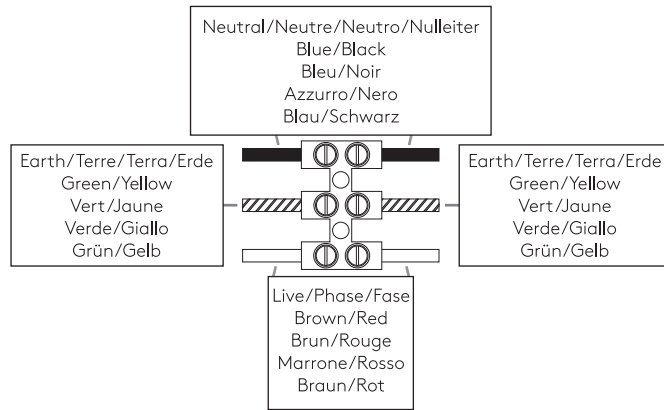 Neutral/Neutre/Neutro/Nulleiter
Blue/Black
Bleu/Noir
Azzurro/Nero
Blau/Schwarz
Earth/Terre/Terra/Erde
Green/Yellow
Vert/Jaune
Verde/Giallo
Grün/Gelb
Earth/Terre/Terra/Erde
Green/Yellow
Vert/Jaune
Verde/Giallo
Grün/Gelb
Live/Phase/Fase
Brown/Red
Brun/Rouge
Marrone/Rosso
Braun/Rot